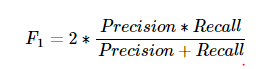 F₁ = 2 * Precision * Recall / Precision + Recall